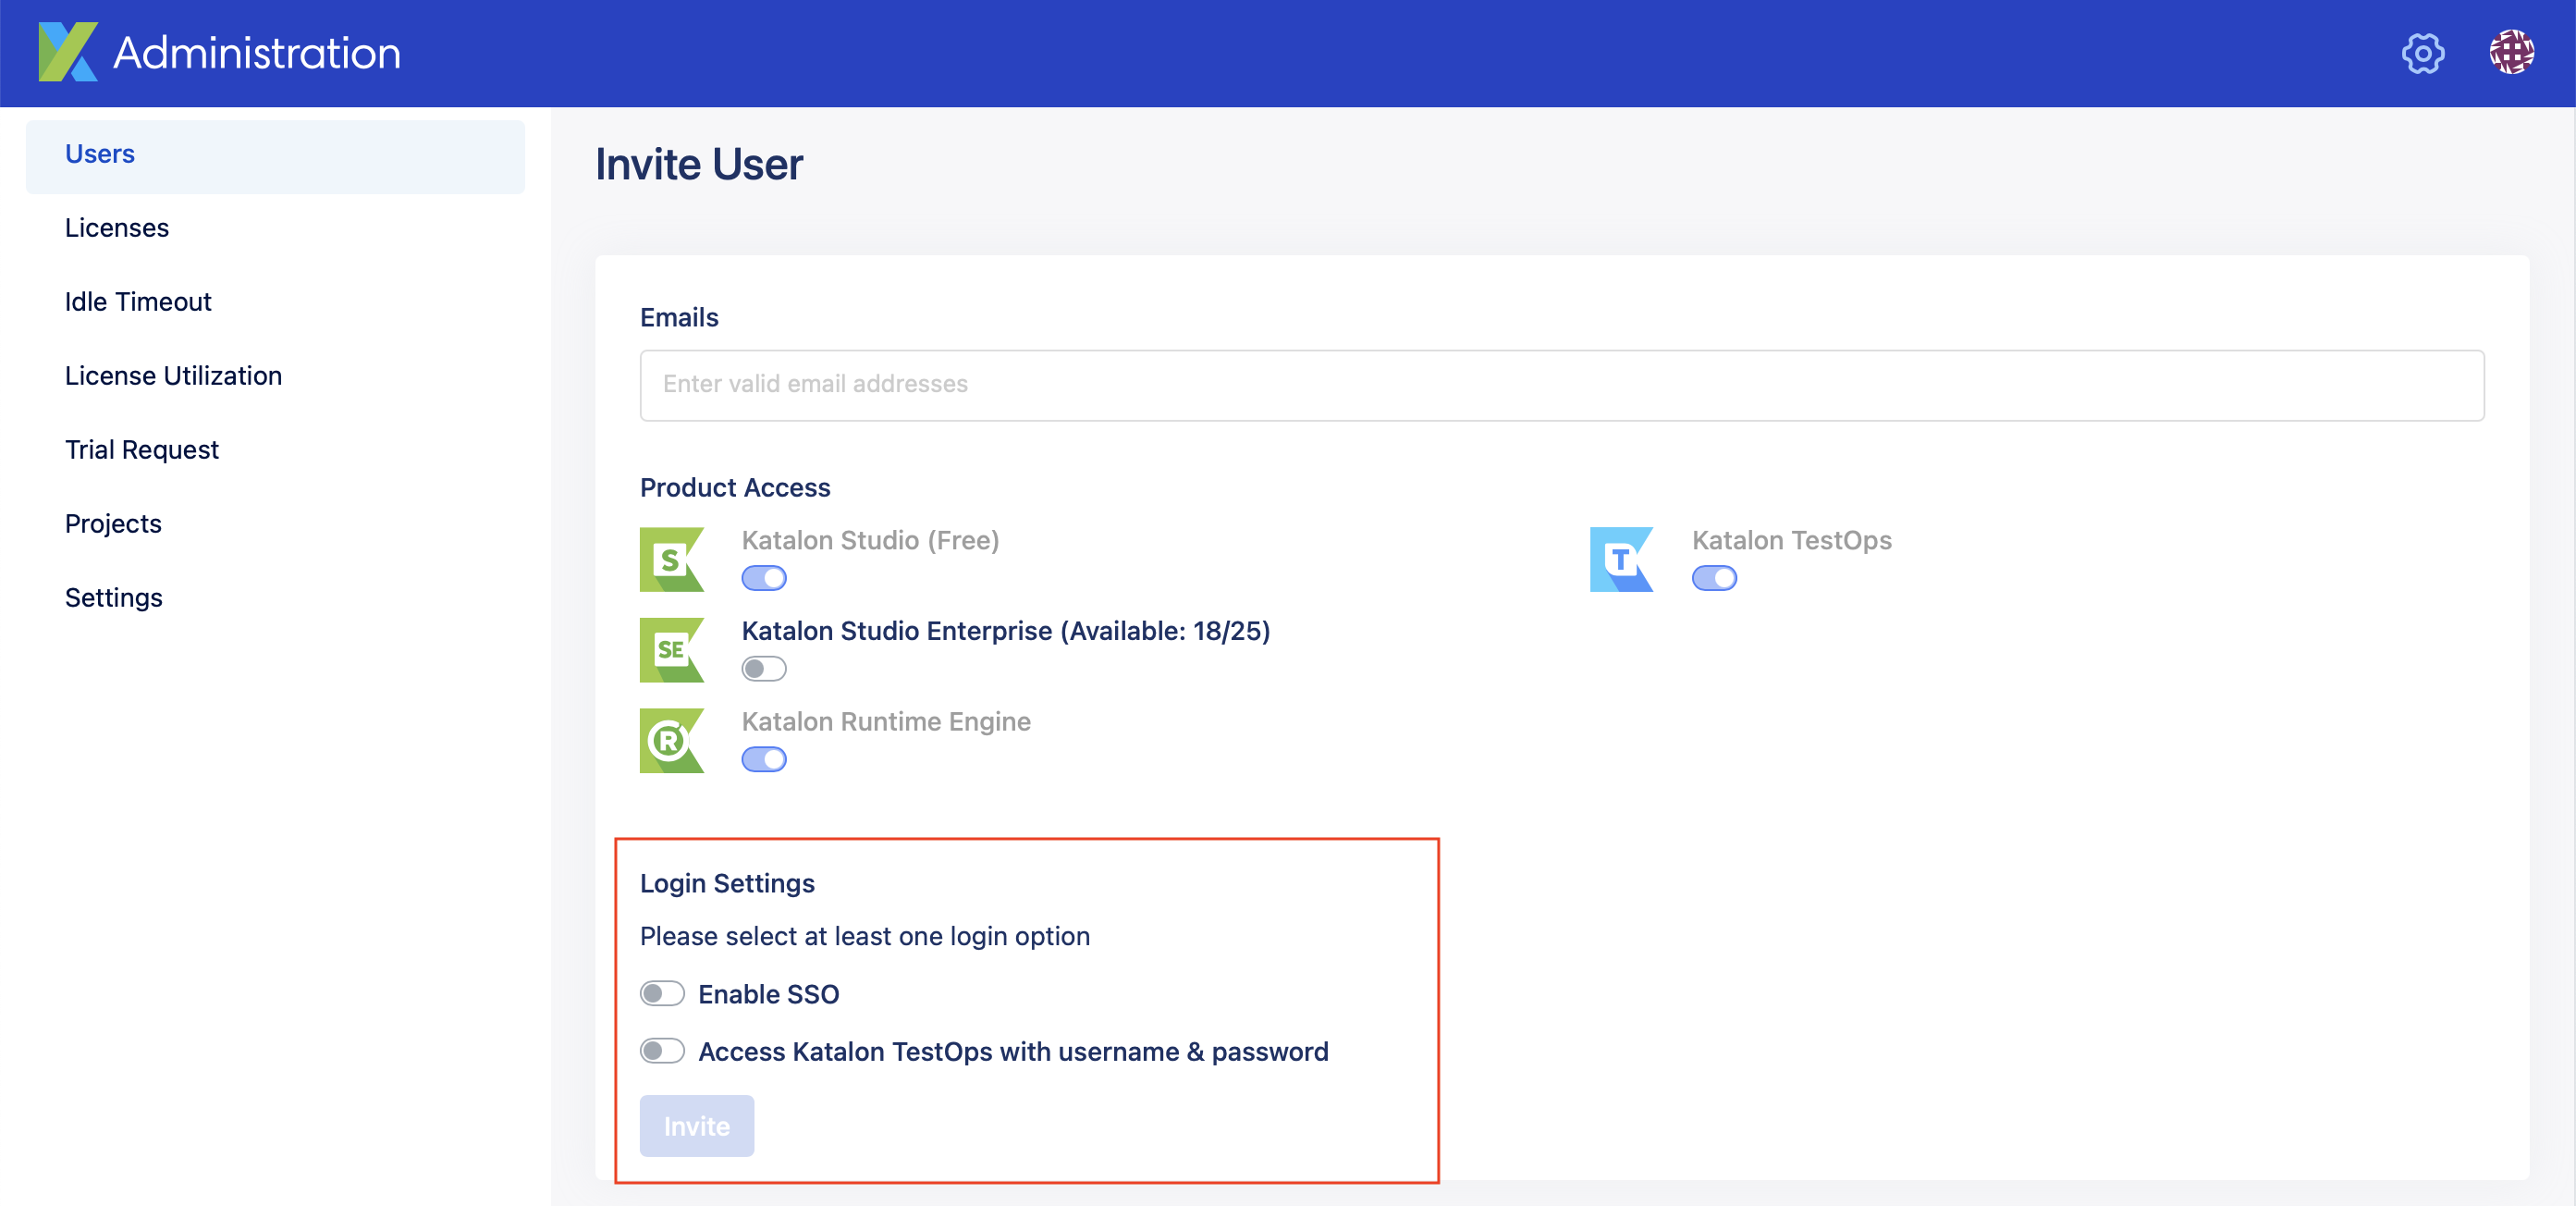 Administration
Users
Licenses
Idle Timeout
License Utilization
Trial Request
Projects
Settings
Invite User
Emails
Enter valid email addresses
Product Access
S
Katalon Studio (Free)
T
Katalon TestOps
SE
Katalon Studio Enterprise (Available: 18/25)
R
Katalon Runtime Engine
Login Settings
Please select at least one login option
Enable SSO
Access Katalon TestOps with username & password
Invite